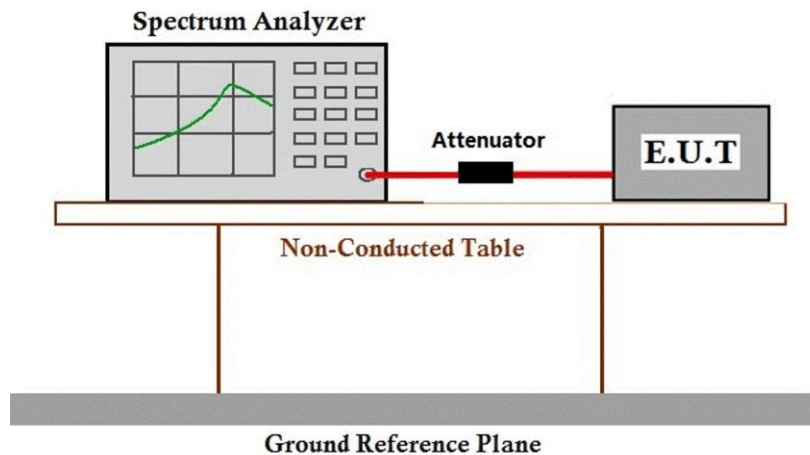 Spectrum Analyzer
Attenuator
E.U.T
Non-Conducted Table
Ground Reference Plane